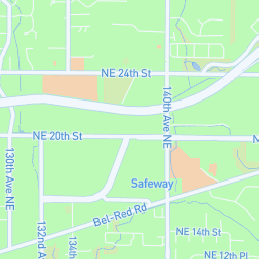 NE 24th St
140th Ave NE
NE 20th St
130th Ave NE
132nd A
134th
Safeway
Bel-Red Rd
NE 14th St
NE 12th Pl
N